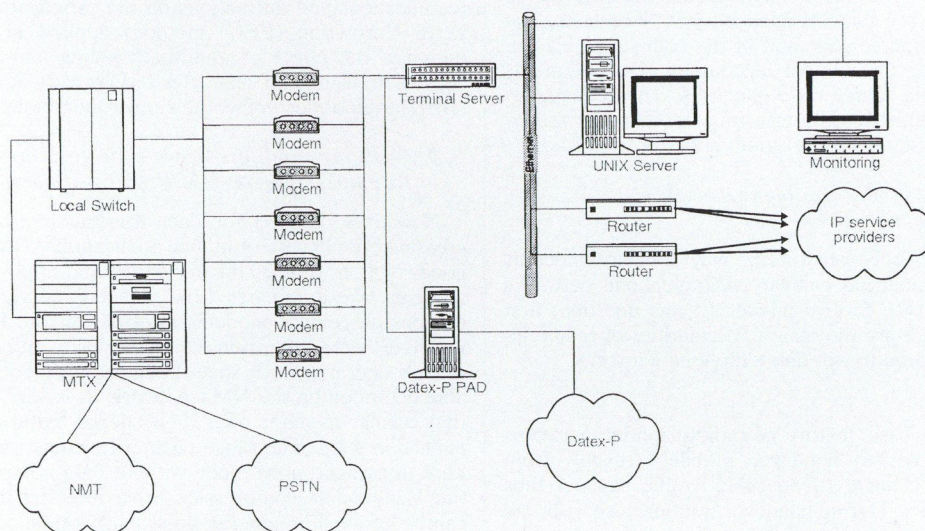 Modem
Terminal Server
Modem
Ethernet
UNIX Server
Monitoring
Local Switch
Modem
Modem
Router
IP service
providers
Modem
Router
Modem
MTX
Modem
Datex-P PAD
Datex-P
NMT
PSTN